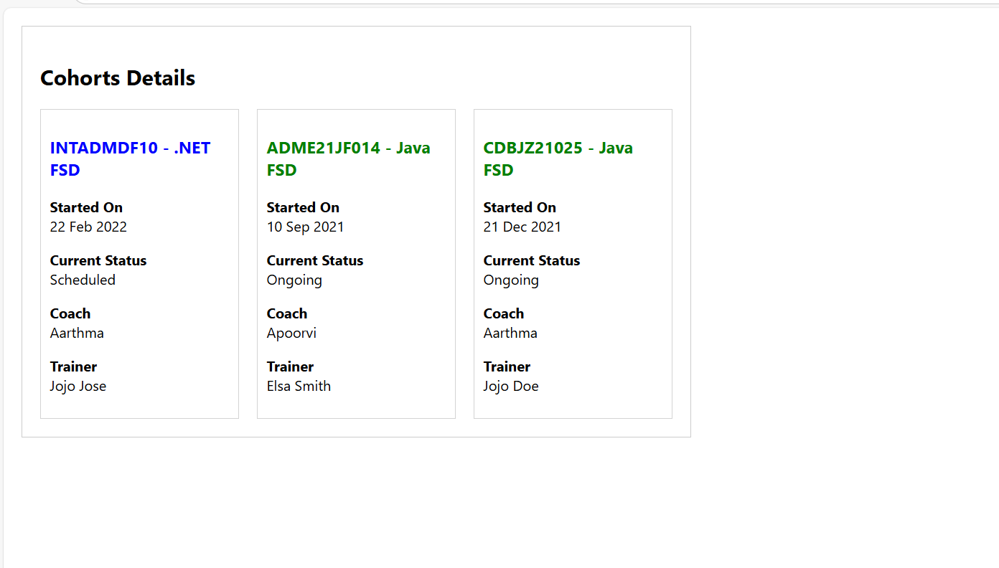 Cohorts Details
INTADMDF10 - .NET
FSD
Started On
22 Feb 2022
Current Status
Scheduled
Coach
Aarthma
Trainer
Jojo Jose
ADME21JF014 - Java
FSD
Started On
10 Sep 2021
Current Status
Ongoing
Coach
Apoorvi
Trainer
Elsa Smith
CDBJZ21025 - Java
FSD
Started On
21 Dec 2021
Current Status
Ongoing
Coach
Aarthma
Trainer
Jojo Doe